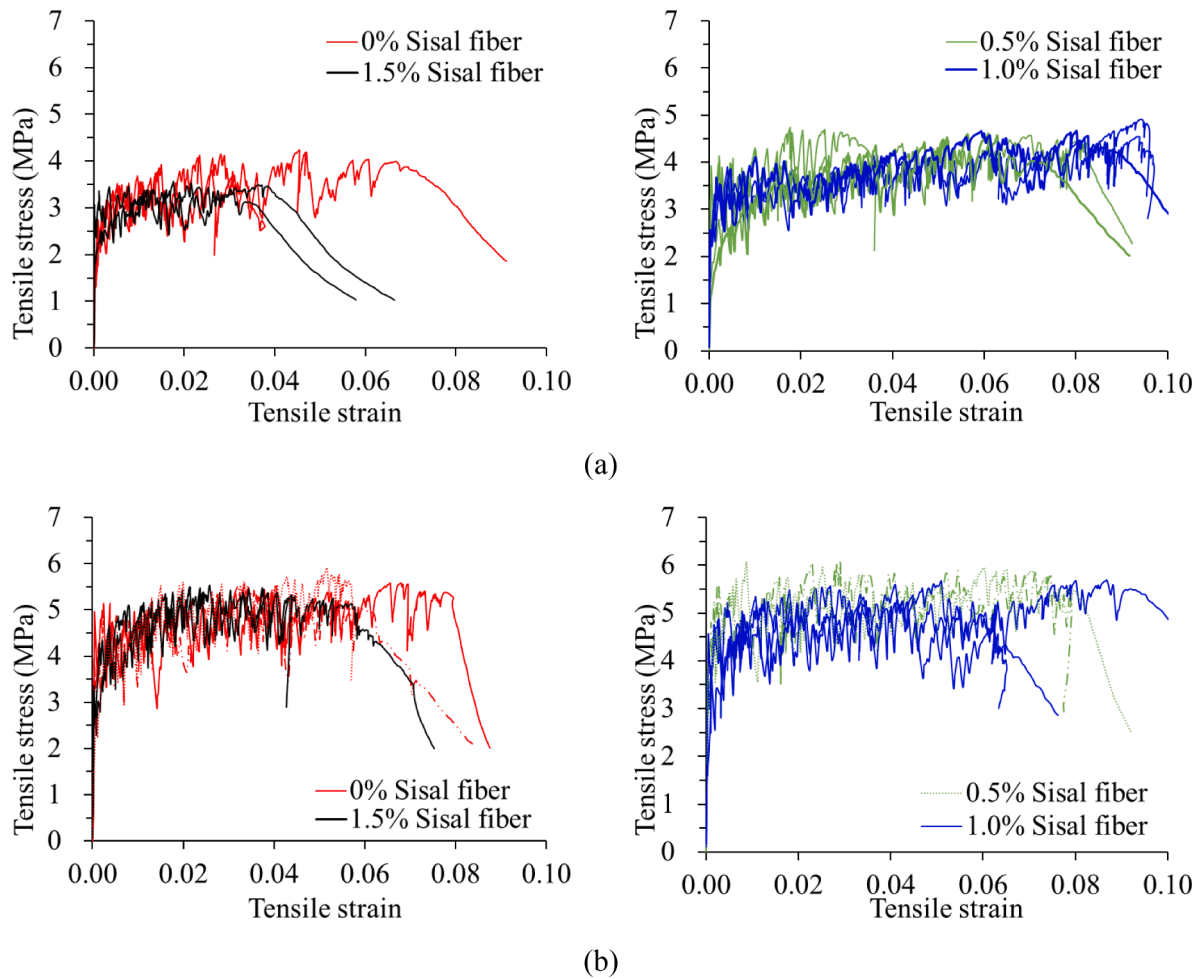 7
6
5
4
3
2
1
0
Tensile stress (MPa)
0% Sisal fiber
1.5% Sisal fiber
0.00 0.02 0.04 0.06 0.08 0.10
Tensile strain
7
6
5
4
3
2
1
0
Tensile stress (MPa)
0.5% Sisal fiber
1.0% Sisal fiber
0.00 0.02 0.04 0.06 0.08 0.10
Tensile strain
(a)
7
6
5
4
3
2
1
0
Tensile stress (MPa)
0% Sisal fiber
1.5% Sisal fiber
0.00 0.02 0.04 0.06 0.08 0.10
Tensile strain
7
6
5
4
3
2
1
0
Tensile stress (MPa)
0.5% Sisal fiber
1.0% Sisal fiber
0.00 0.02 0.04 0.06 0.08 0.10
Tensile strain
(b)